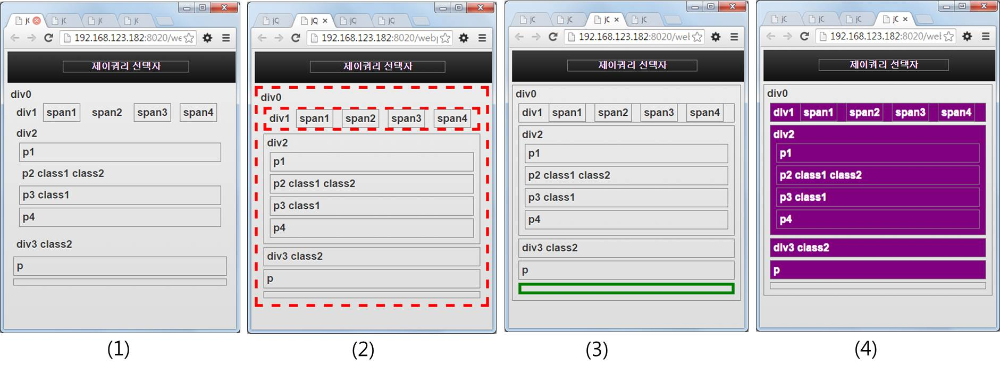 jC
jC
jC
jC
192.168.123.182:8020/we
제이쿼리 선택자
div0
div1 span1 span2 span3 span4
div2
p1
p2 class1 class2
p3 class1
p4
div3 class2
p
(1)
jQ
jQ
jQ
jQ
192.168.123.182:8020/web
제이쿼리 선택자
div0
div1 span1 span2 span3 span4
div2
p1
p2 class1 class2
p3 class1
p4
div3 class2
p
(2)
jC
jC
jC
jC
192.168.123.182:8020/wel
제이쿼리 선택자
div0
div1 span1 span2 span3 span4
div2
p1
p2 class1 class2
p3 class1
p4
div3 class2
p
(3)
jC
jC
jC
jC
192.168.123.182:8020/wel
제이쿼리 선택자
div0
div1 span1 span2 span3 span4
div2
p1
p2 class1 class2
p3 class1
p4
div3 class2
p
(4)